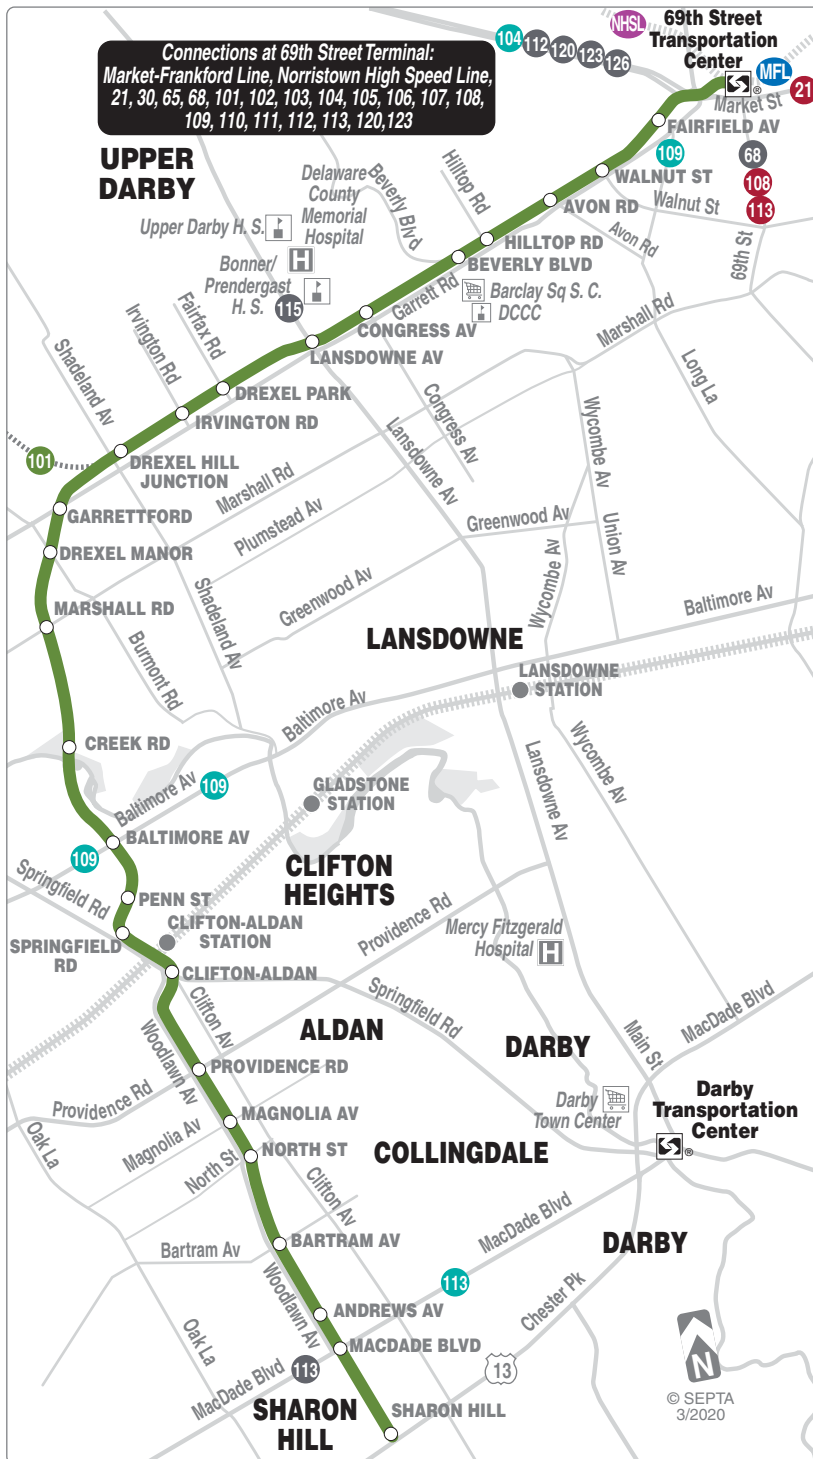 NHSL
69th Street
Transportation
Center
104
112
120
123
126
MFL
®
Market St
21
Connections at 69th Street Terminal:
Market-Frankford Line, Norristown High Speed Line,
21, 30, 65, 68, 101, 102, 103, 104, 105, 106, 107, 108,
109, 110, 111, 112, 113, 120,123
FAIRFIELD AV
UPPER
DARBY
109
68
108
113
WALNUT ST
Walnut St
69th St
Delaware
County
Memorial
Hospital
H
Beverly Blvd
Hilltop Rd
AVON RD
Avon Rd
Upper Darby H. S.
HILLTOP RD
BEVERLY BLVD
Bonner/
Prendergast
H. S.
115
Garrett Rd
Barclay Sq S. C.
DCCC
Marshall Rd
CONGRESS AV
LANSDOWNE AV
Fairfax Rd
Irvington Rd
Shadeland Av
Long La
DREXEL PARK
IRVINGTON RD
Congress Av
Lansdowne Av
Wycombe Av
101
DREXEL HILL
JUNCTION
Marshall Rd
GARRETTFORD
Plumstead Av
Greenwood Av
Union Av
DREXEL MANOR
Shadeland Av
Greenwood Av
Wycombe Av
Baltimore Av
MARSHALL RD
Burmont Rd
LANSDOWNE
LANSDOWNE
STATION
Baltimore Av
CREEK RD
Lansdowne Av
Wycombe Av
Baltimore Av
109
GLADSTONE
STATION
BALTIMORE AV
109
CLIFTON
HEIGHTS
Springfield Rd
PENN ST
CLIFTON-ALDAN
STATION
Providence Rd
Mercy Fitzgerald
Hospital
H
SPRINGFIELD
RD
CLIFTON-ALDAN
Clifton Av
Springfield Rd
MacDade Blvd
Woodlawn Av
ALDAN
DARBY
Main St
PROVIDENCE RD
Providence Rd
Darby
Town Center
Darby
Transportation
Center
®
MAGNOLIA AV
Magnolia Av
Oak La
NORTH ST
North St
COLLINGDALE
Clifton Av
MacDade Blvd
DARBY
BARTRAM AV
Bartram Av
113
Woodlawn Av
Chester Pk
ANDREWS AV
Oak La
MACDADE BLVD
MacDade Blvd
113
13
N
SHARON
HILL
SHARON HILL
© SEPTA
3/2020